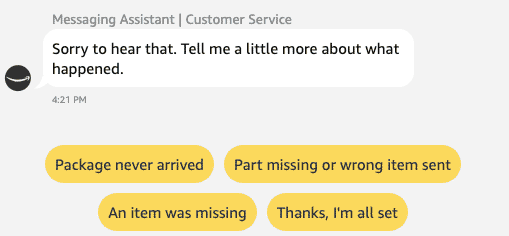 Messaging Assistant | Customer Service
Sorry to hear that. Tell me a little more about what
happened.
4:21 PM
Package never arrived
Part missing or wrong item sent
An item was missing
Thanks, I'm all set